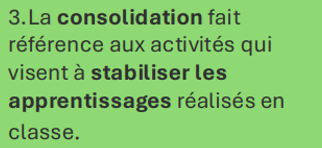 3.La consolidation fait
référence aux activités qui
visent à stabiliser les
apprentissages réalisés en
classe.